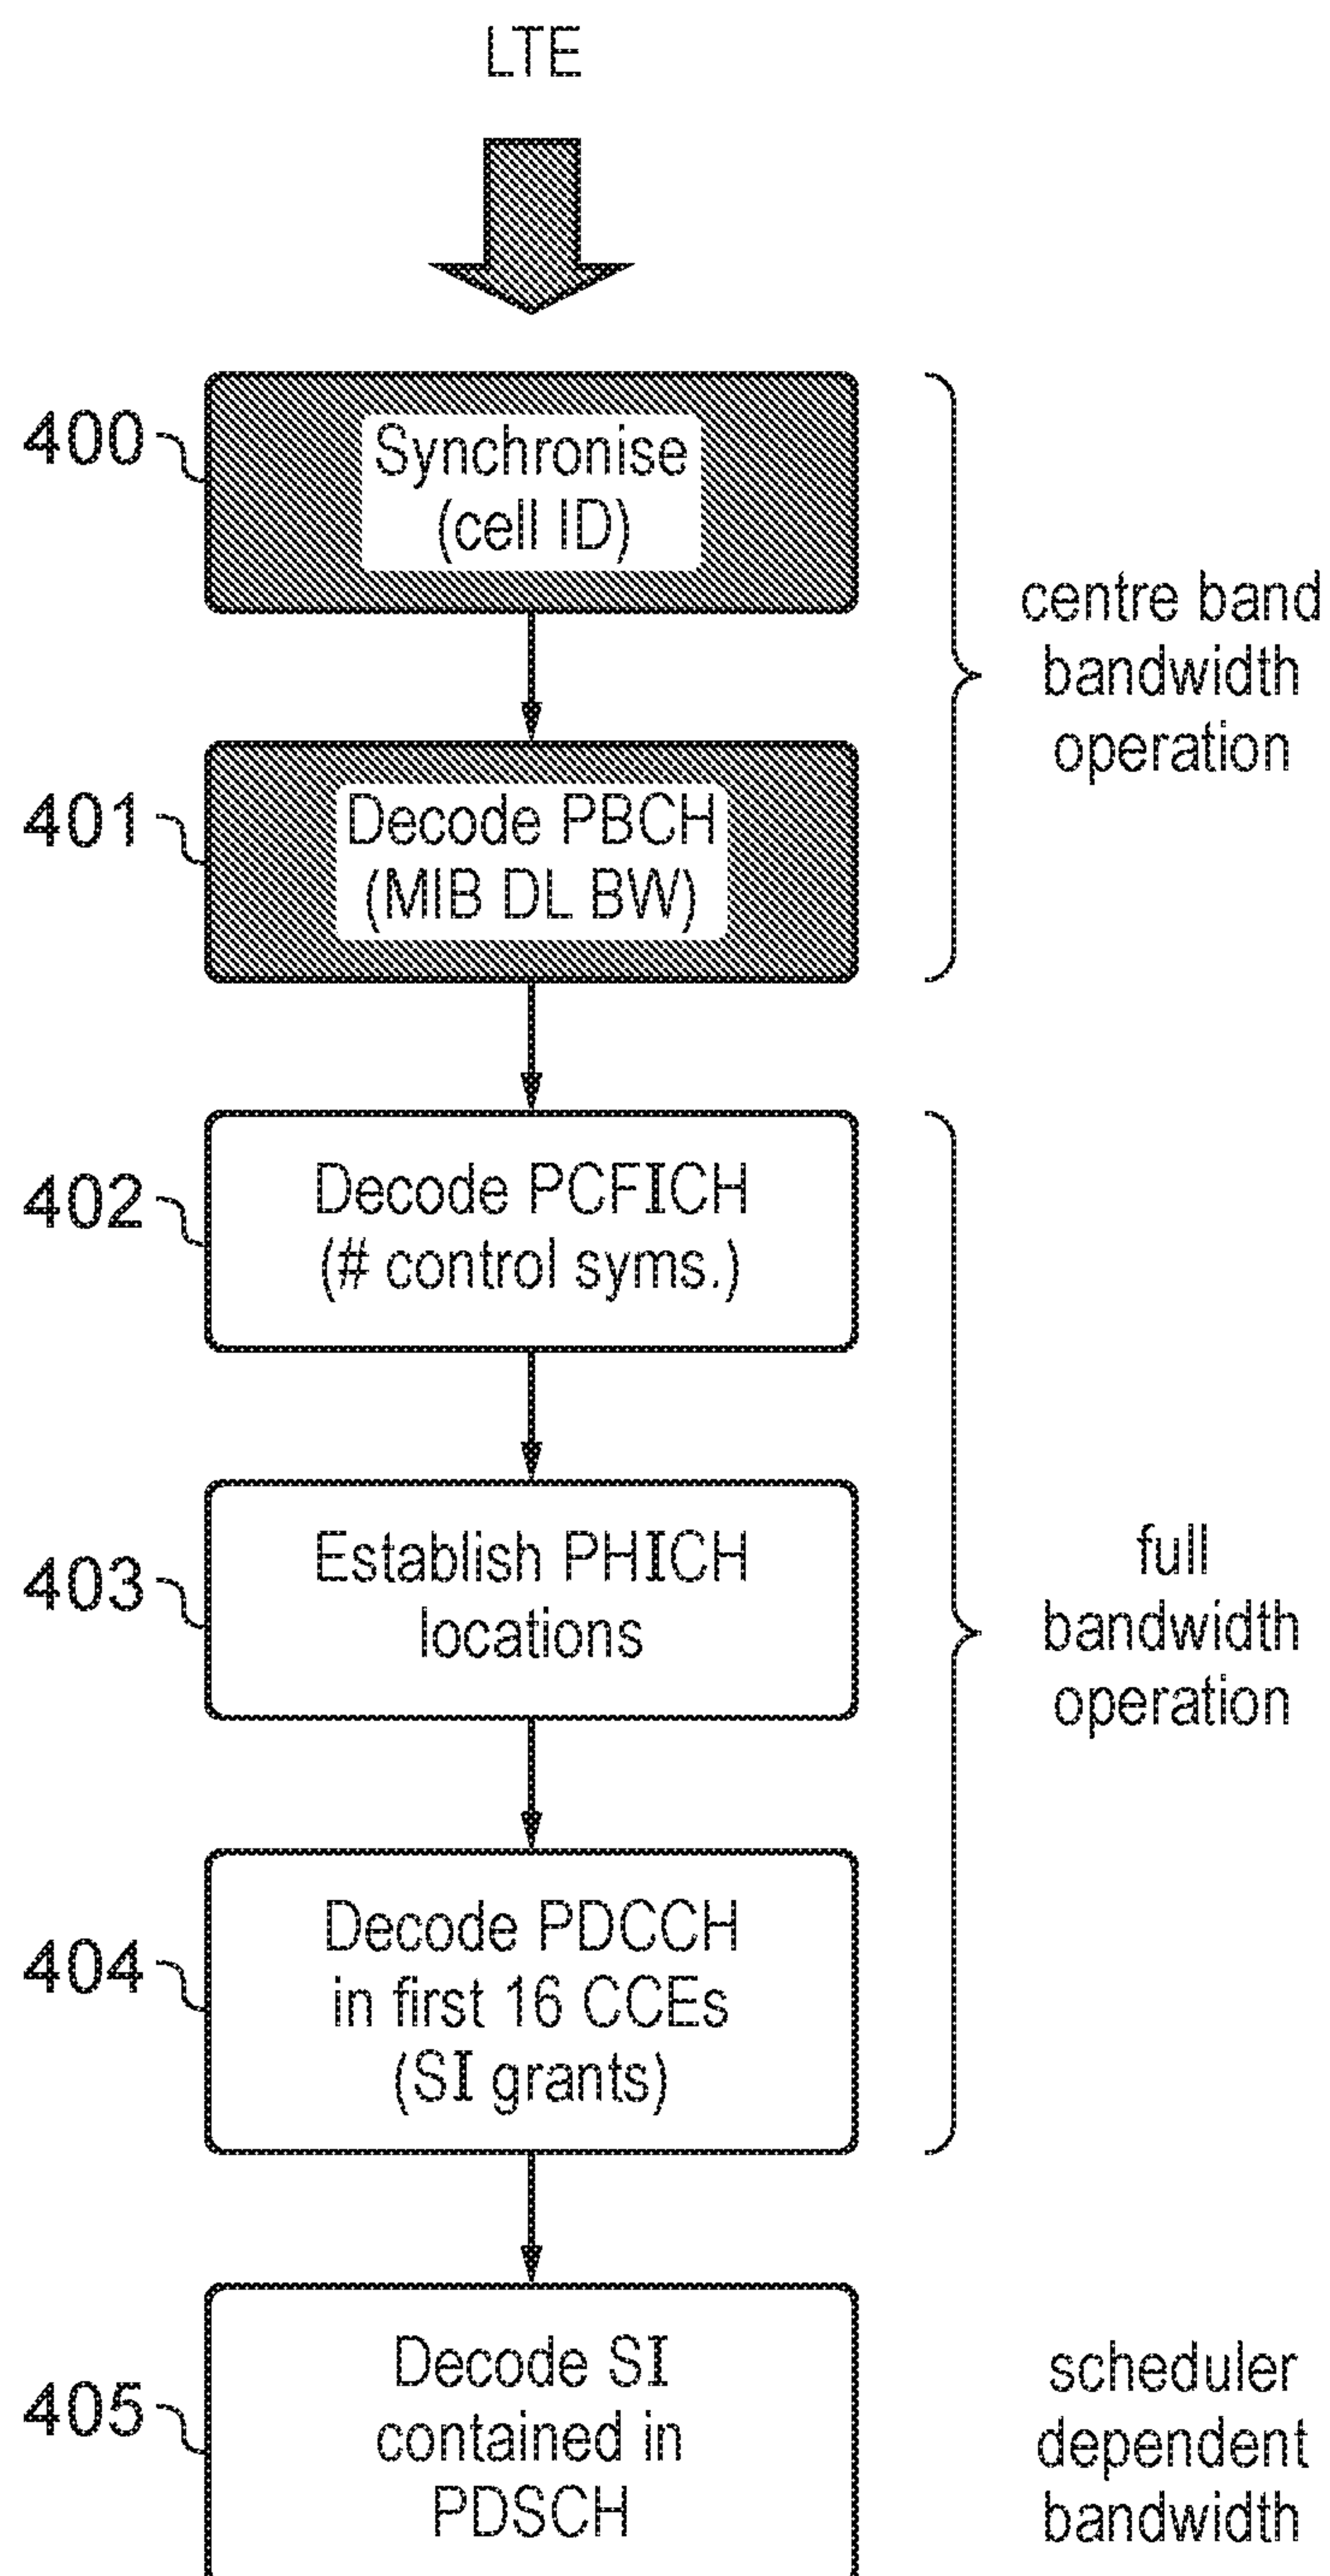 LTE
400
Synchronise
(cell ID)
centre band
bandwidth
operation
401
Decode PBCH
(MIB DL BW)
402
Decode PCFICH
(# control syms.)
403
Establish PHICH
locations
full
bandwidth
operation
404
Decode PDCCH
in first 16 CCEs
(SI grants)
405
Decode SI
contained in
PDSCH
scheduler
dependent
bandwidth